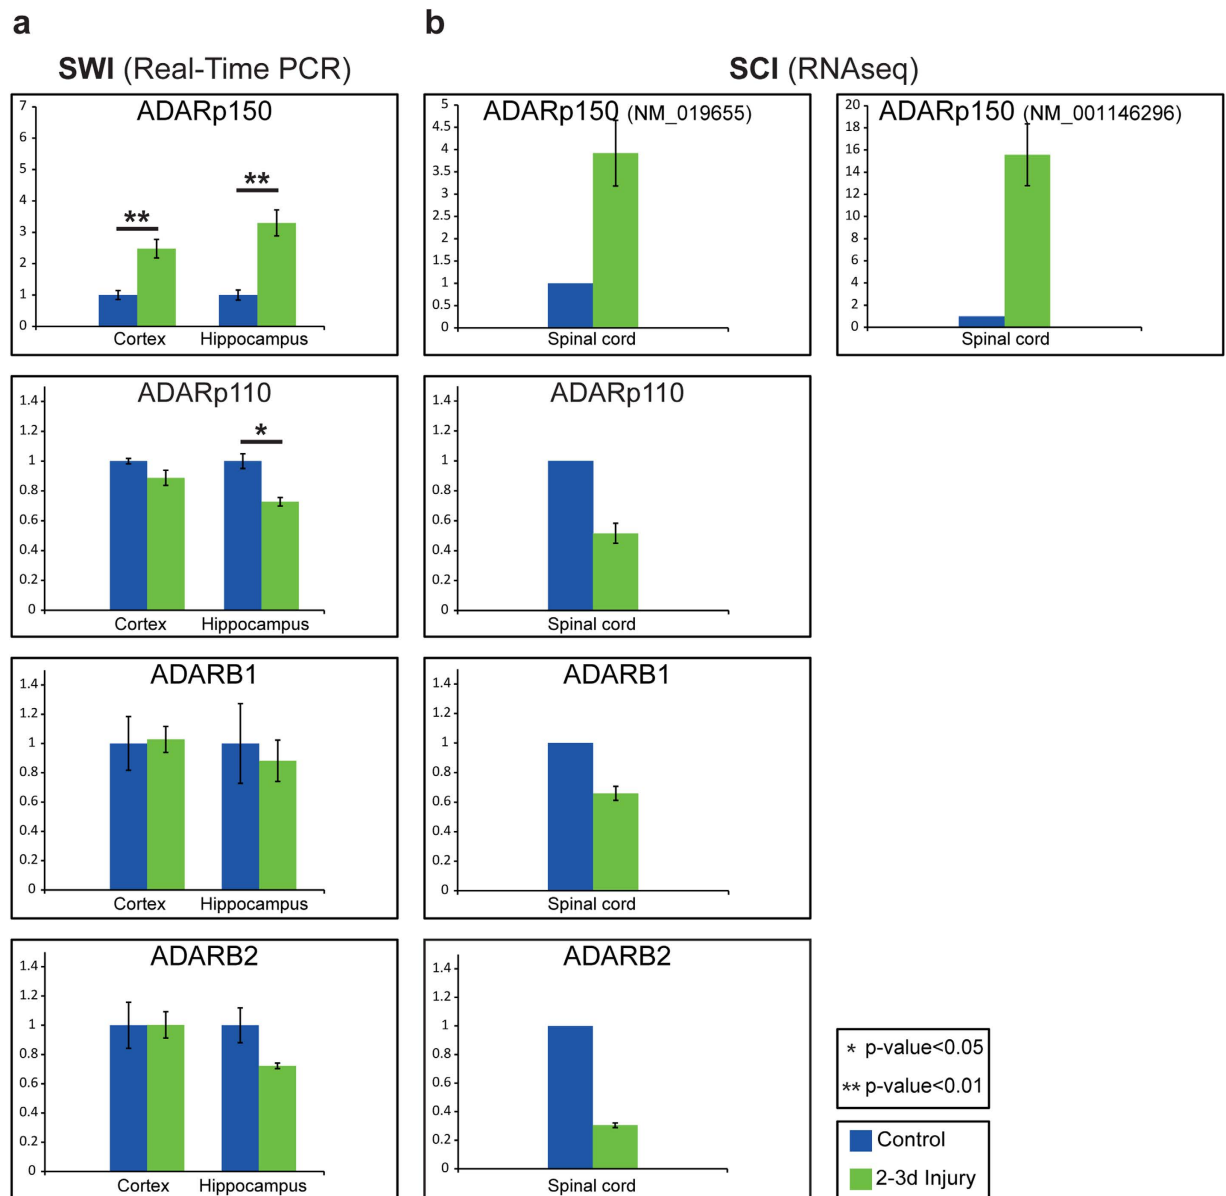 a
b
SWI (Real-Time PCR)
SCI (RNAseq)
ADARp150
7
6
5
4
3
2
1
0
**
**
Cortex
Hippocampus
ADARp150 (NM_019655)
5
4.5
4
3.5
3
2.5
2
1.5
1
0.5
0
Spinal cord
ADARp150 (NM_001146296)
20
18
16
14
12
10
8
6
4
2
0
Spinal cord
ADARp110
1.4
1.2
1
0.8
0.6
0.4
0.2
0
*
Cortex
Hippocampus
ADARp110
1.4
1.2
1
0.8
0.6
0.4
0.2
0
Spinal cord
ADARB1
1.4
1.2
1
0.8
0.6
0.4
0.2
0
Cortex
Hippocampus
ADARB1
1.4
1.2
1
0.8
0.6
0.4
0.2
0
Spinal cord
ADARB2
1.4
1.2
1
0.8
0.6
0.4
0.2
0
Cortex
Hippocampus
ADARB2
1.4
1.2
1
0.8
0.6
0.4
0.2
0
Spinal cord
* p-value<0.05
** p-value<0.01
Control
2-3d Injury